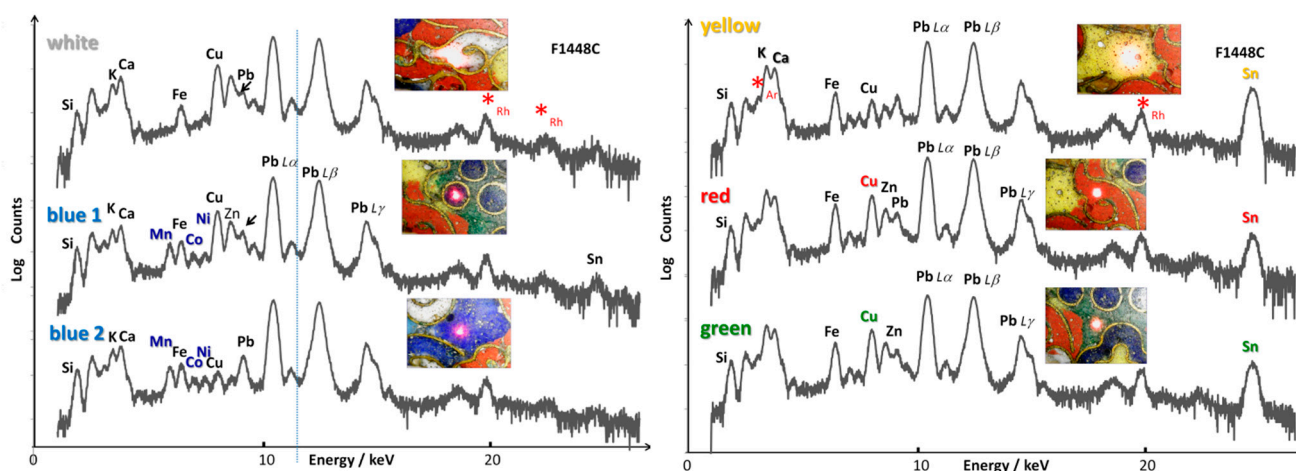 white
Si
K
Ca
Fe
Cu
Pb
* Rh
* Rh
F1448C
Pb Lα
Pb Lβ
Pb Lγ
blue 1
Si
K
Ca
Mn
Fe
Co
Ni
Cu
Zn
Sn
blue 2
Si
K
Ca
Mn
Fe
Co
Ni
Cu
Pb
Log Counts
0
10
Energy / keV
20
yellow
Si
* Ar
K
Ca
Fe
Cu
Pb Lα
Pb Lβ
* Rh
F1448C
Sn
red
Si
Fe
Cu
Zn
Pb
Pb Lα
Pb Lβ
Pb Lγ
Sn
green
Si
Fe
Cu
Zn
Pb
Pb Lα
Pb Lβ
Pb Lγ
Sn
Log Counts
0
10
Energy / keV
20